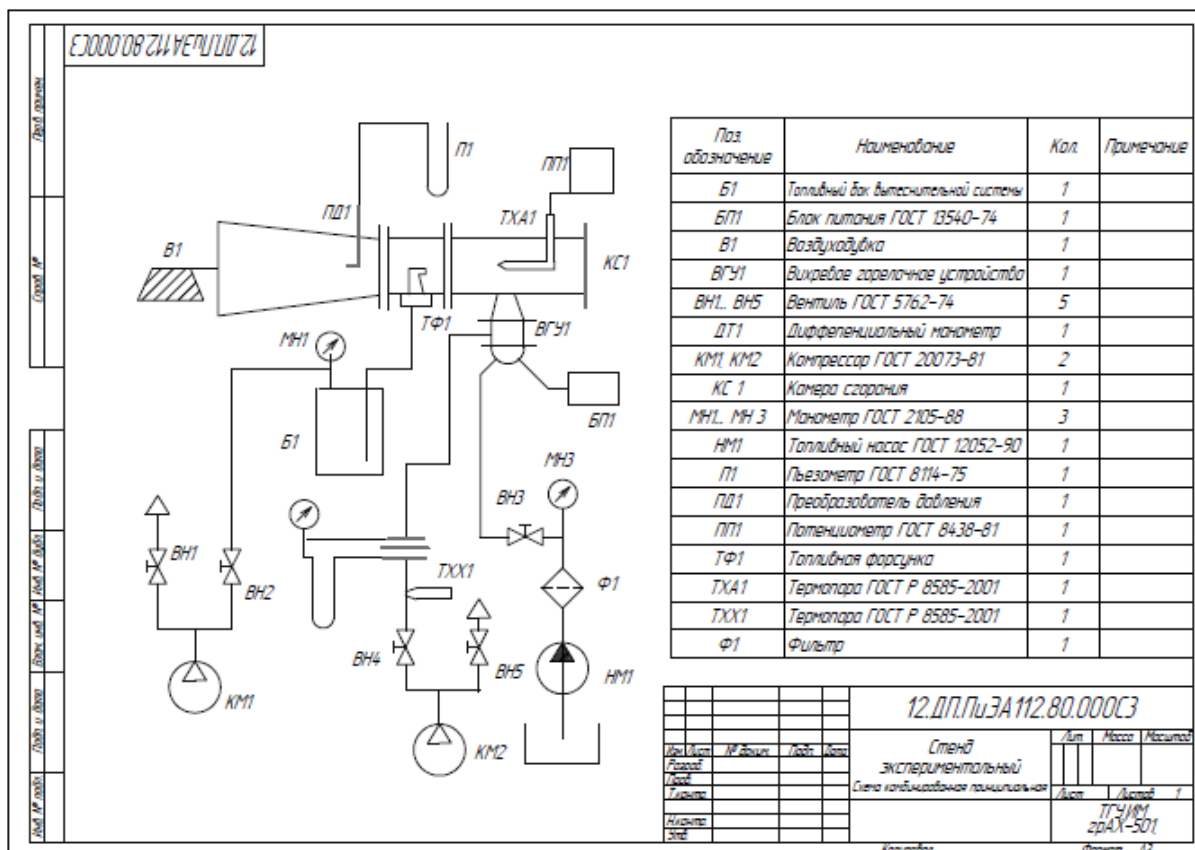 12.ДП.ПиЭА112.80.000С3
Перв. примен.
Справ. №
Подп. и дата
Инв. № дубл.
Взам. инв. №
Подп. и дата
Инв. № подл.
П1
ПП1
ПД1
ТХА1
В1
КС1
ТФ1
ВГУ1
МН1
БП1
Б1
МН3
ВН3
ВН1
ВН2
ТХХ1
Ф1
ВН4
ВН5
НМ1
КМ1
КМ2
Поз. обозначение Наименование Кол. Примечание
Б1 Топливный бак вытеснительной системы 1
БП1 Блок питания ГОСТ 13540-74 1
В1 Воздуходувка 1
ВГУ1 Вихревое горелочное устройство 1
ВН1... ВН5 Вентиль ГОСТ 5762-74 5
ДТ1 Диффепенциальный манометр 1
КМ1, КМ2 Компрессор ГОСТ 20073-81 2
КС 1 Камера сгорания 1
МН1... МН 3 Манометр ГОСТ 2105-88 3
НМ1 Топливный насос ГОСТ 12052-90 1
П1 Пьезометр ГОСТ 8114-75 1
ПД1 Преобразователь давления 1
ПП1 Потенциометр ГОСТ 8438-81 1
ТФ1 Топливная форсунка 1
ТХА1 Термопара ГОСТ Р 8585-2001 1
ТХХ1 Термопара ГОСТ Р 8585-2001 1
Ф1 Фильтр 1
12.ДП.ПиЭА112.80.000С3
Стенд
экспериментальный
Схема комбинированная принципиальная
Лит. Масса Масштаб
Изм. Лист № докум. Подп. Дата
Разраб.
Пров.
Т.контр.
Лист Листов 1
Н.контр.
Утв.
ТГУ,ИМ
грАХ-501,
Копировал Формат А3